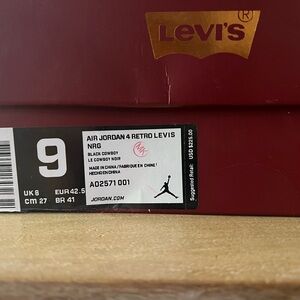 LEVI'S®
9
UK 8 EUR 42.5
CM 27 BR 41
AIR JORDAN 4 RETRO LEVIS
NRG
BLACK COWBOY
LE COWBOY NOIR
MADE IN CHINA/FABRIQUE EN CHINE/
HECHO EN CHINA
AO2571 001
JORDAN.COM
Suggested Retail: USD $225.00